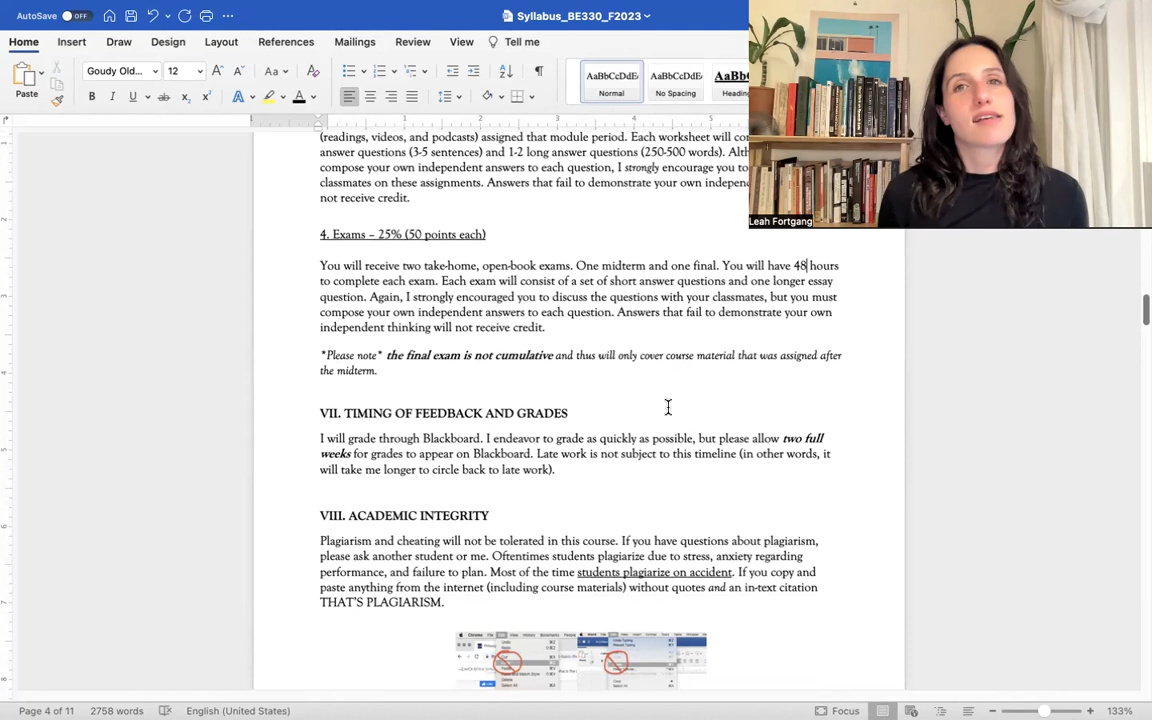 AutoSave OFF
Syllabus_BE330_F2023
Home Insert Draw Design Layout References Mailings Review View Tell me
Paste
Goudy Old... 12
AaBbCcDdEe AaBbCcDdEe AaBbCc
Normal No Spacing Heading
1 1 2 3 4 5
(readings, videos, and podcasts) assigned that module period. Each worksheet will
answer questions (3-5 sentences) and 1-2 long answer questions (250-500 words).
compose your own independent answers to each question, I strongly encourage you to
classmates on these assignments. Answers that fail to demonstrate your own
not receive credit.
4. Exams – 25% (50 points each)
You will receive two take-home, open-book exams. One midterm and one final. You will have 48 hours
to complete each exam. Each exam will consist of a set of short answer questions and one longer essay
question. Again, I strongly encouraged you to discuss the questions with your classmates, but you must
compose your own independent answers to each question. Answers that fail to demonstrate your own
independent thinking will not receive credit.
*Please note* the final exam is not cumulative and thus will only cover course material that was assigned after
the midterm.
VII. TIMING OF FEEDBACK AND GRADES
I will grade through Blackboard. I endeavor to grade as quickly as possible, but please allow two full
weeks for grades to appear on Blackboard. Late work is not subject to this timeline (in other words, it
will take me longer to circle back to late work).
VIII. ACADEMIC INTEGRITY
Plagiarism and cheating will not be tolerated in this course. If you have questions about plagiarism,
please ask another student or me. Oftentimes students plagiarize due to stress, anxiety regarding
performance, and failure to plan. Most of the time students plagiarize on accident. If you copy and
paste anything from the internet (including course materials) without quotes and an in-text citation
THAT'S PLAGIARISM.
Leah Fortgang
Page 4 of 11 2758 words English (United States) Focus 133%